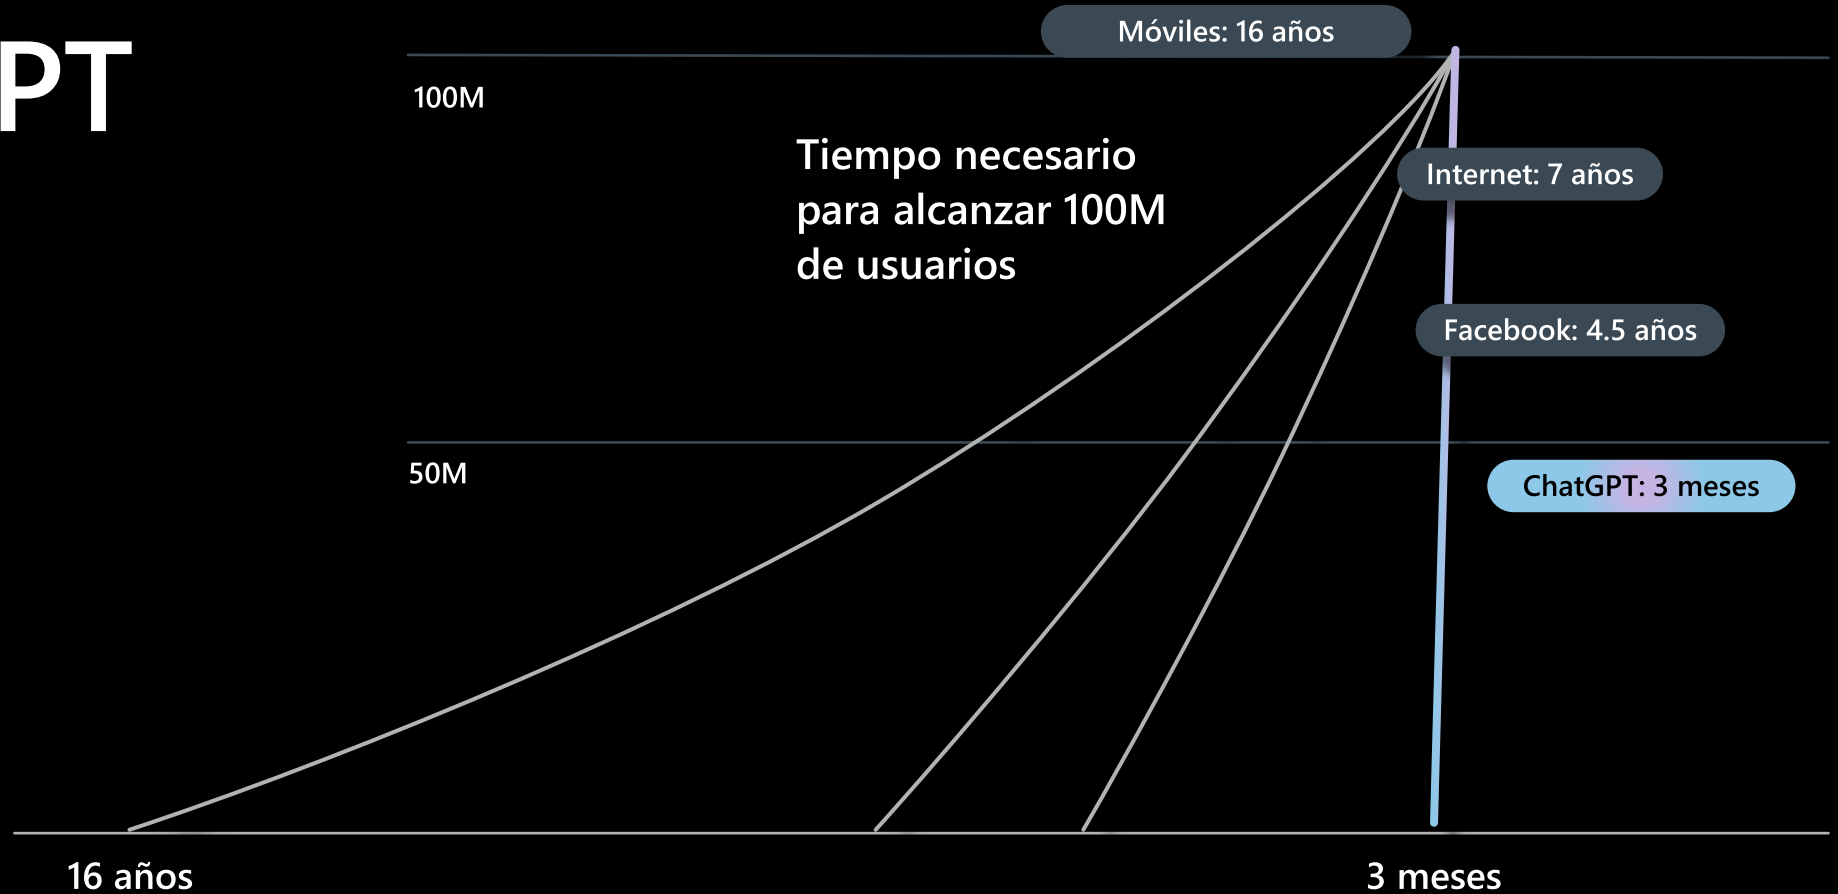 PT
Móviles: 16 años
100M
Tiempo necesario
para alcanzar 100M
de usuarios
Internet: 7 años
Facebook: 4.5 años
50M
ChatGPT: 3 meses
16 años
3 meses